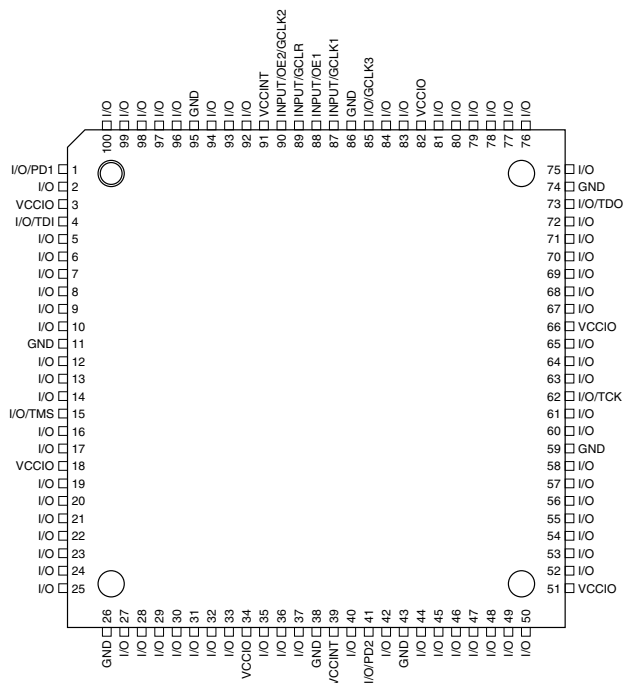 100 I/O
99 I/O
98 I/O
97 I/O
96 I/O
95 GND
94 I/O
93 I/O
92 I/O
91 VCCINT
90 INPUT/OE2/GCLK2
89 INPUT/GCLR
88 INPUT/OE1
87 INPUT/GCLK1
86 GND
85 I/O/GCLK3
84 I/O
83 I/O
82 VCCIO
81 I/O
80 I/O
79 I/O
78 I/O
77 I/O
76 I/O
I/O/PD1 1
I/O 2
VCCIO 3
I/O/TDI 4
I/O 5
I/O 6
I/O 7
I/O 8
I/O 9
I/O 10
GND 11
I/O 12
I/O 13
I/O 14
I/O/TMS 15
I/O 16
I/O 17
VCCIO 18
I/O 19
I/O 20
I/O 21
I/O 22
I/O 23
I/O 24
I/O 25
75 I/O
74 GND
73 I/O/TDO
72 I/O
71 I/O
70 I/O
69 I/O
68 I/O
67 I/O
66 VCCIO
65 I/O
64 I/O
63 I/O
62 I/O/TCK
61 I/O
60 I/O
59 GND
58 I/O
57 I/O
56 I/O
55 I/O
54 I/O
53 I/O
52 I/O
51 VCCIO
GND 26
I/O 27
I/O 28
I/O 29
I/O 30
I/O 31
I/O 32
I/O 33
VCCIO 34
I/O 35
I/O 36
I/O 37
GND 38
VCCINT 39
I/O 40
I/O/PD2 41
I/O 42
GND 43
I/O 44
I/O 45
I/O 46
I/O 47
I/O 48
I/O 49
I/O 50